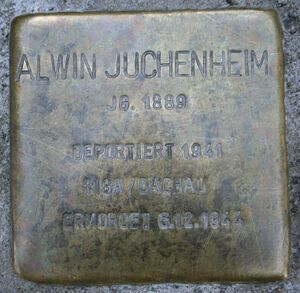 ALWIN JUCHENHEIM
JG. 1889
DEPORTIERT 1941
RIGA/DACHAU
ERMORDET 6.12.1944